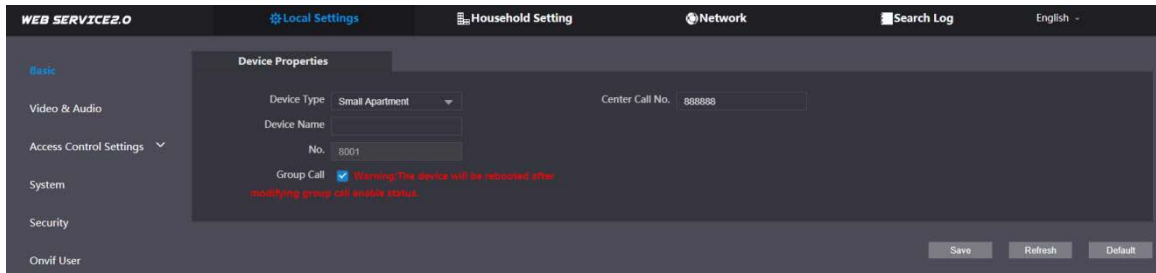 WEB SERVICE2.0
Local Settings
Household Setting
Network
Search Log
English
Basic
Video & Audio
Access Control Settings
System
Security
Onvif User
Device Properties
Device Type Small Apartment
Center Call No. 888888
Device Name
No. 8001
Group Call Warning:The device will be rebooted after
modifying group call enable status.
Save
Refresh
Default